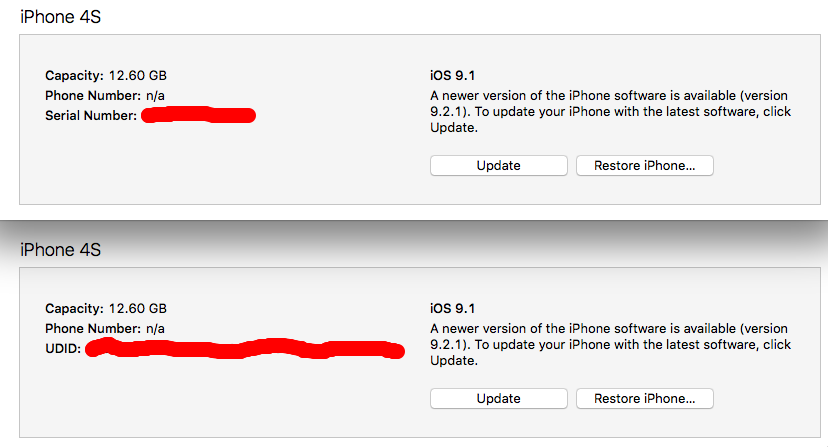 iPhone 4S
Capacity: 12.60 GB
Phone Number: n/a
Serial Number:
iOS 9.1
A newer version of the iPhone software is available (version
9.2.1). To update your iPhone with the latest software, click
Update.
Update
Restore iPhone...
iPhone 4S
Capacity: 12.60 GB
Phone Number: n/a
UDID:
iOS 9.1
A newer version of the iPhone software is available (version
9.2.1). To update your iPhone with the latest software, click
Update.
Update
Restore iPhone...